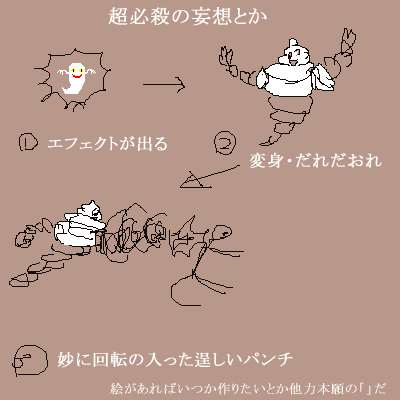 超必殺の妄想とか
① エフェクトが出る
②
変身・だれだおれ
③ 妙に回転の入った逞しいパンチ
絵があればいつか作りたいとか他力本願の「」だ